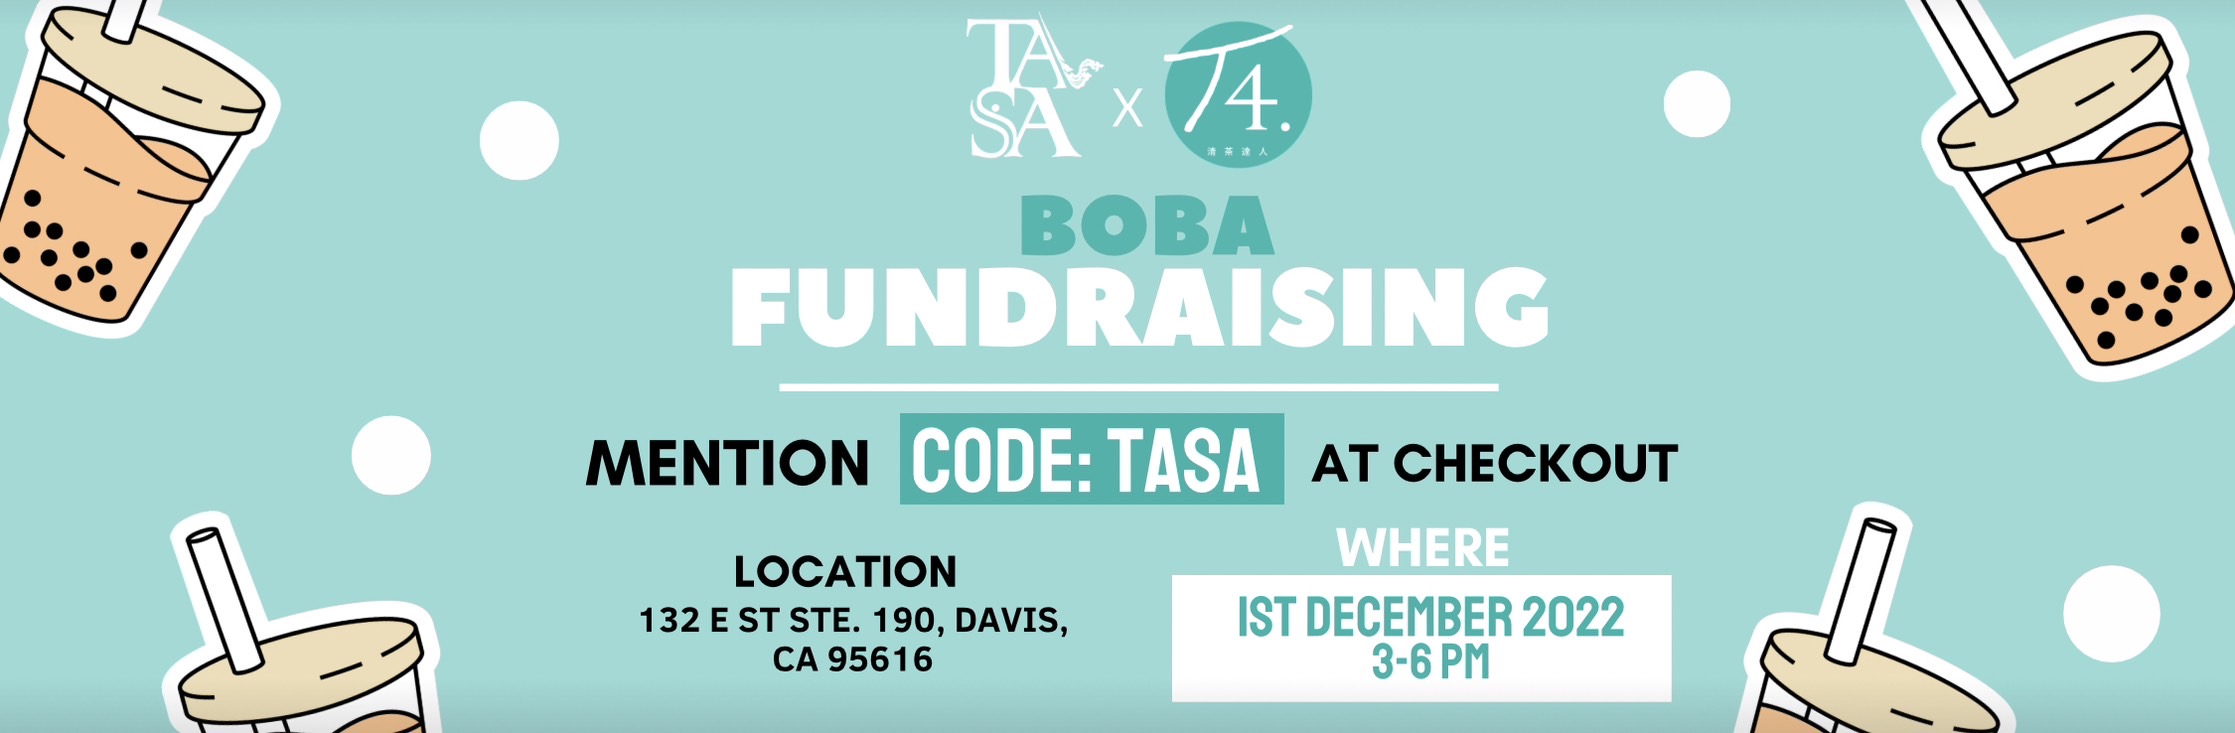 TA
SA
X
T4.
清茶達人
BOBA
FUNDRAISING
MENTION CODE: TASA AT CHECKOUT
LOCATION
132 E ST STE. 190, DAVIS,
CA 95616
WHERE
1ST DECEMBER 2022
3-6 PM